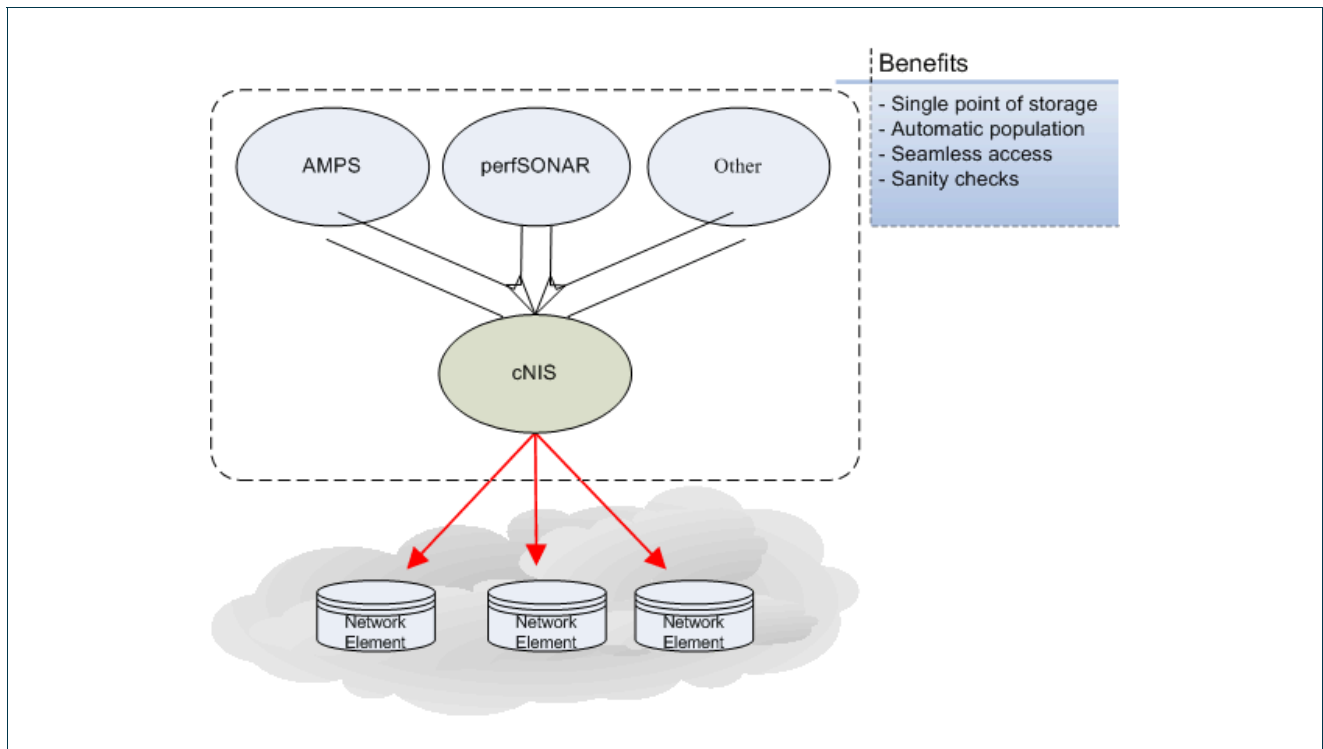 Benefits
- Single point of storage
- Automatic population
- Seamless access
- Sanity checks
AMPS
perfSONAR
Other
cNIS
Network
Element
Network
Element
Network
Element